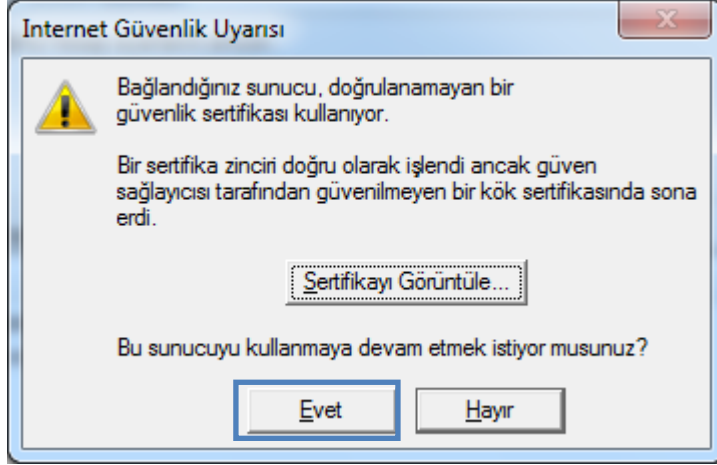 Internet Güvenlik Uyarısı
Bağlandığınız sunucu, doğrulanamayan bir
güvenlik sertifikası kullanıyor.
Bir sertifika zinciri doğru olarak işlendi ancak güven
sağlayıcısı tarafından güvenilmeyen bir kök sertifikasında sona
erdi.
Sertifikayı Görüntüle...
Bu sunucuyu kullanmaya devam etmek istiyor musunuz?
Evet
Hayır